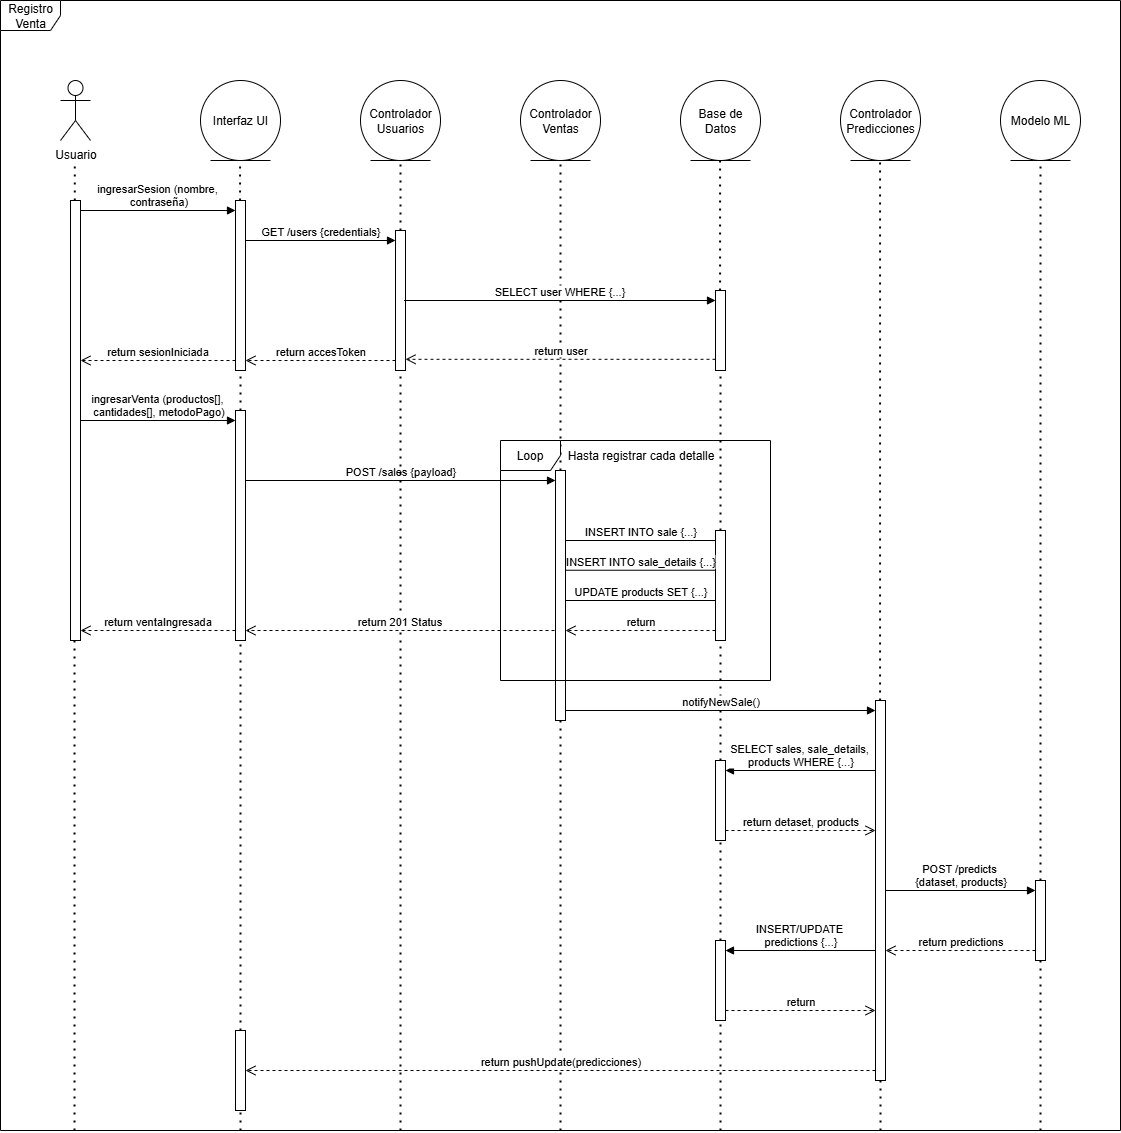 Registro
Venta
Usuario
Interfaz UI
Controlador
Usuarios
Controlador
Ventas
Base de
Datos
Controlador
Predicciones
Modelo ML
ingresarSesion (nombre,
contraseña)
GET /users {credentials}
SELECT user WHERE {...}
return sesionIniciada
return accesToken
return user
ingresarVenta (productos[],
cantidades[], metodoPago)
Loop
Hasta registrar cada detalle
POST /sales {payload}
INSERT INTO sale {...}
INSERT INTO sale_details {...}
UPDATE products SET {...}
return ventaIngresada
return 201 Status
return
notifyNewSale()
SELECT sales, sale_details,
products WHERE {...}
return detaset, products
POST /predicts
{dataset, products}
INSERT/UPDATE
predictions {...}
return predictions
return
return pushUpdate(predicciones)